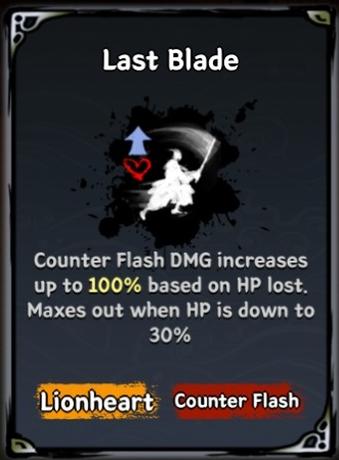 Last Blade
Counter Flash DMG increases
up to 100% based on HP lost.
Maxes out when HP is down to
30%
Lionheart Counter Flash